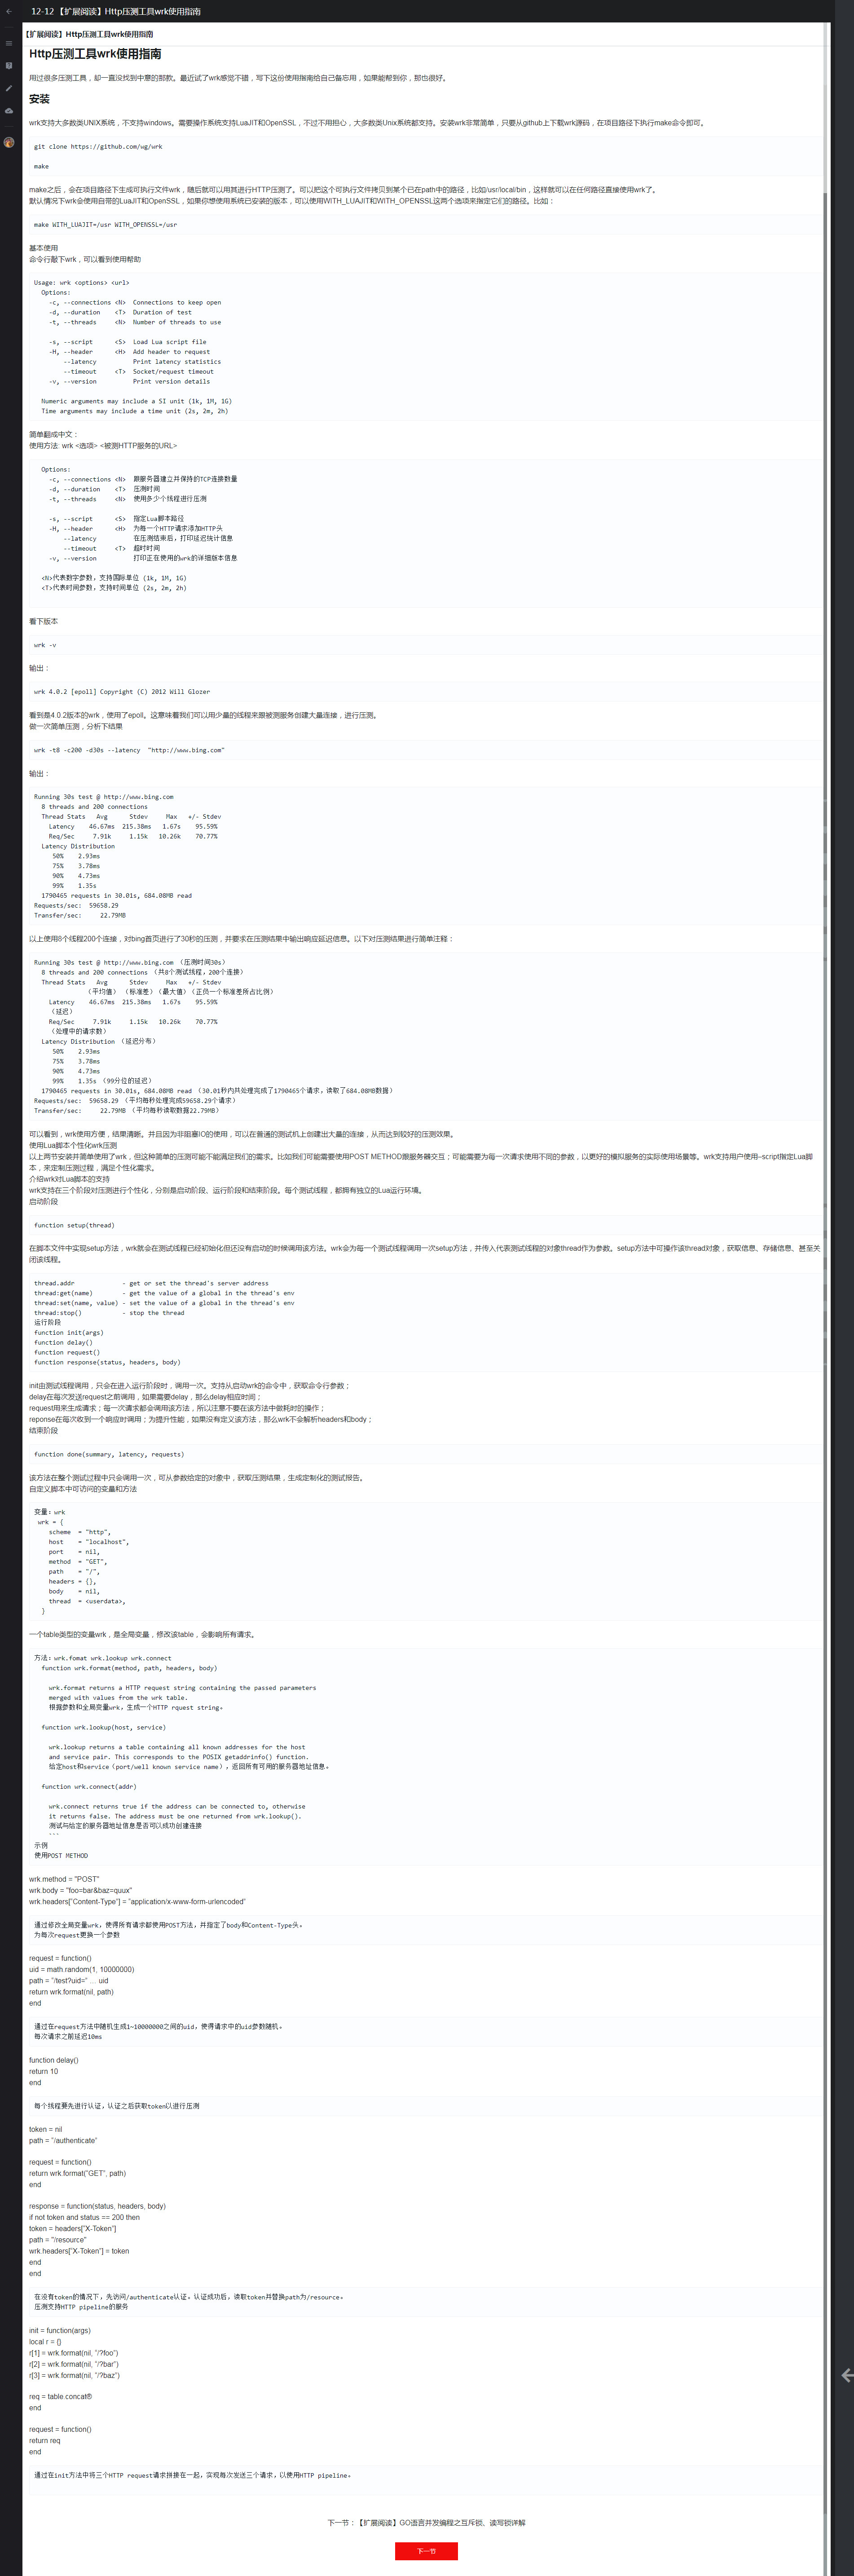 12-12 【扩展阅读】Http压测工具wrk使用指南
【扩展阅读】Http压测工具wrk使用指南
Http压测工具wrk使用指南
用过很多压测工具，却一直没找到中意的那款。最近试了wrk感觉不错，写下这份使用指南给自己备忘用，如果能帮到你，那也很好。
安装
wrk支持大多数类UNIX系统，不支持windows。需要操作系统支持LuaJIT和OpenSSL，不过不用担心，大多数类Unix系统都支持。安装wrk非常简单，只要从github上下载wrk源码，在项目路径下执行make命令即可。
git clone https://github.com/wg/wrk
make
make之后，会在项目路径下生成可执行文件wrk，随后就可以用其进行HTTP压测了。可以把这个可执行文件拷贝到某个已在path中的路径，比如/usr/local/bin，这样就可以在任何路径直接使用wrk了。
默认情况下wrk会使用自带的LuaJIT和OpenSSL，如果你想使用系统已安装的版本，可以使用WITH_LUAJIT和WITH_OPENSSL这两个选项来指定它们的路径。比如：
make WITH_LUAJIT=/usr WITH_OPENSSL=/usr
基本使用
命令行敲下wrk，可以看到使用帮助
Usage: wrk <options> <url>
Options:
-c, --connections <N>  Connections to keep open
-d, --duration    <T>  Duration of test
-t, --threads     <N>  Number of threads to use
-s, --script      <S>  Load Lua script file
-H, --header      <H>  Add header to request
--latency          Print latency statistics
--timeout     <T>  Socket/request timeout
-v, --version          Print version details
Numeric arguments may include a SI unit (1k, 1M, 1G)
Time arguments may include a time unit (2s, 2m, 2h)
简单翻成中文：
使用方法: wrk <选项> <被测HTTP服务的URL>
Options:
-c, --connections <N>  跟服务器建立并保持的TCP连接数量
-d, --duration    <T>  压测时间
-t, --threads     <N>  使用多少个线程进行压测
-s, --script      <S>  指定Lua脚本路径
-H, --header      <H>  为每一个HTTP请求添加HTTP头
--latency          在压测结束后，打印延迟统计信息
--timeout     <T>  超时时间
-v, --version          打印正在使用的wrk的详细版本信息
<N>代表数字参数，支持国际单位 (1k, 1M, 1G)
<T>代表时间参数，支持时间单位 (2s, 2m, 2h)
看下版本
wrk -v
输出：
wrk 4.0.2 [epoll] Copyright (C) 2012 Will Glozer
看到是4.0.2版本的wrk，使用了epoll。这意味着我们可以用少量的线程来跟被测服务创建大量连接，进行压测。
做一次简单压测，分析下结果
wrk -t8 -c200 -d30s --latency  "http://www.bing.com"
输出：
Running 30s test @ http://www.bing.com
8 threads and 200 connections
Thread Stats   Avg      Stdev     Max   +/- Stdev
Latency    46.67ms  215.38ms   1.67s    95.59%
Req/Sec     7.91k     1.15k   10.26k    70.77%
Latency Distribution
50%    2.93ms
75%    3.78ms
90%    4.73ms
99%    1.35s
1790465 requests in 30.01s, 684.08MB read
Requests/sec:  59658.29
Transfer/sec:     22.79MB
以上使用8个线程200个连接，对bing首页进行了30秒的压测，并要求在压测结果中输出响应延迟信息。以下对压测结果进行简单注释：
Running 30s test @ http://www.bing.com （压测时间30s）
8 threads and 200 connections （共8个测试线程，200个连接）
Thread Stats   Avg      Stdev     Max   +/- Stdev
（平均值） （标准差）（最大值）（正负一个标准差所占比例）
Latency    46.67ms  215.38ms   1.67s    95.59%
（延迟）
Req/Sec     7.91k     1.15k   10.26k    70.77%
（处理中的请求数）
Latency Distribution （延迟分布）
50%    2.93ms
75%    3.78ms
90%    4.73ms
99%    1.35s （99分位的延迟）
1790465 requests in 30.01s, 684.08MB read （30.01秒内共处理完成了1790465个请求，读取了684.08MB数据）
Requests/sec:  59658.29 （平均每秒处理完成59658.29个请求）
Transfer/sec:     22.79MB （平均每秒读取数据22.79MB）
可以看到，wrk使用方便，结果清晰。并且因为非阻塞IO的使用，可以在普通的测试机上创建出大量的连接，从而达到较好的压测效果。
使用Lua脚本个性化wrk压测
以上两节安装并简单使用了wrk，但这种简单的压测可能不能满足我们的需求。比如我们可能需要使用POST METHOD跟服务器交互；可能需要为每一次请求使用不同的参数，以更好的模拟服务的实际使用场景等。wrk支持用户使用–script指定Lua脚
本，来定制压测过程，满足个性化需求。
介绍wrk对Lua脚本的支持
wrk支持在三个阶段对压测进行个性化，分别是启动阶段、运行阶段和结束阶段。每个测试线程，都拥有独立的Lua运行环境。
启动阶段
function setup(thread)
在脚本文件中实现setup方法，wrk就会在测试线程已经初始化但还没有启动的时候调用该方法。wrk会为每一个测试线程调用一次setup方法，并传入代表测试线程的对象thread作为参数。setup方法中可操作该thread对象，获取信息、存储信息、甚至关
闭该线程。
thread.addr             - get or set the thread's server address
thread:get(name)        - get the value of a global in the thread's env
thread:set(name, value) - set the value of a global in the thread's env
thread:stop()           - stop the thread
运行阶段
function init(args)
function delay()
function request()
function response(status, headers, body)
init由测试线程调用，只会在进入运行阶段时，调用一次。支持从启动wrk的命令中，获取命令行参数；
delay在每次发送request之前调用，如果需要delay，那么delay相应时间；
request用来生成请求；每一次请求都会调用该方法，所以注意不要在该方法中做耗时的操作；
reponse在每次收到一个响应时调用；为提升性能，如果没有定义该方法，那么wrk不会解析headers和body；
结束阶段
function done(summary, latency, requests)
该方法在整个测试过程中只会调用一次，可从参数给定的对象中，获取压测结果，生成定制化的测试报告。
自定义脚本中可访问的变量和方法
变量：wrk
wrk = {
scheme  = "http",
host    = "localhost",
port    = nil,
method  = "GET",
path    = "/",
headers = {},
body    = nil,
thread  = <userdata>,
}
一个table类型的变量wrk，是全局变量，修改该table，会影响所有请求。
方法：wrk.fomat wrk.lookup wrk.connect
function wrk.format(method, path, headers, body)
wrk.format returns a HTTP request string containing the passed parameters
merged with values from the wrk table.
根据参数和全局变量wrk，生成一个HTTP rquest string。
function wrk.lookup(host, service)
wrk.lookup returns a table containing all known addresses for the host
and service pair. This corresponds to the POSIX getaddrinfo() function.
给定host和service（port/well known service name），返回所有可用的服务器地址信息。
function wrk.connect(addr)
wrk.connect returns true if the address can be connected to, otherwise
it returns false. The address must be one returned from wrk.lookup().
测试与给定的服务器地址信息是否可以成功创建连接
---
示例
使用POST METHOD
wrk.method = "POST"
wrk.body = "foo=bar&baz=quux"
wrk.headers["Content-Type"] = "application/x-www-form-urlencoded"
通过修改全局变量wrk，使得所有请求都使用POST方法，并指定了body和Content-Type头。
为每次request更换一个参数
request = function()
uid = math.random(1, 10000000)
path = "/test?uid=" … uid
return wrk.format(nil, path)
end
通过在request方法中随机生成1~10000000之间的uid，使得请求中的uid参数随机。
每次请求之前延迟10ms
function delay()
return 10
end
每个线程要先进行认证，认证之后获取token以进行压测
token = nil
path = "/authenticate"
request = function()
return wrk.format("GET", path)
end
response = function(status, headers, body)
if not token and status == 200 then
token = headers["X-Token"]
path = "/resource"
wrk.headers["X-Token"] = token
end
end
在没有token的情况下，先访问/authenticate认证。认证成功后，读取token并替换path为/resource。
压测支持HTTP pipeline的服务
init = function(args)
local r = {}
r[1] = wrk.format(nil, "/?foo")
r[2] = wrk.format(nil, "/?bar")
r[3] = wrk.format(nil, "/?baz")
req = table.concat®
end
request = function()
return req
end
通过在init方法中将三个HTTP request请求拼接在一起，实现每次发送三个请求，以使用HTTP pipeline。
下一节：【扩展阅读】GO语言并发编程之互斥锁、读写锁详解
下一节